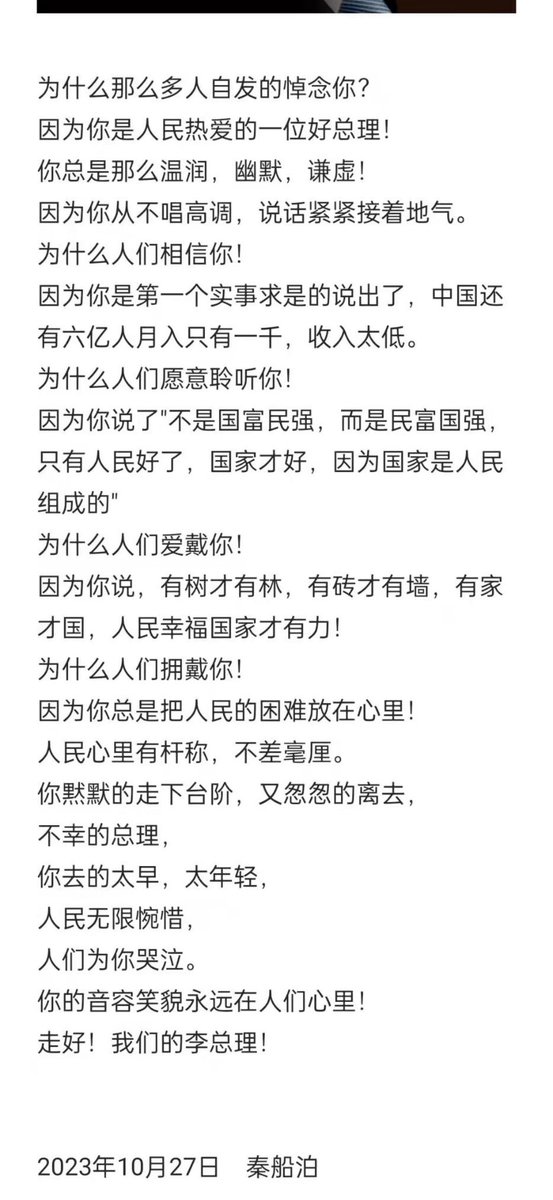 为什么那么多人自发的悼念你？
因为你是人民热爱的一位好总理！
你总是那么温润，幽默，谦虚！
因为你从不唱高调，说话紧紧接着地气。
为什么人们相信你！
因为你是第一个实事求是的说出了，中国还
有六亿人月入只有一千，收入太低。
为什么人们愿意聆听你！
因为你说了"不是国富民强，而是民富国强，
只有人民好了，国家才好，因为国家是人民
组成的"
为什么人们爱戴你！
因为你说，有树才有林，有砖才有墙，有家
才国，人民幸福国家才有力！
为什么人们拥戴你！
因为你总是把人民的困难放在心里！
人民心里有杆称，不差毫厘。
你黙默的走下台阶，又怱怱的离去，
不幸的总理，
你去的太早，太年轻，
人民无限惋惜，
人们为你哭泣。
你的音容笑貌永远在人们心里！
走好！我们的李总理！
2023年10月27日 秦船泊